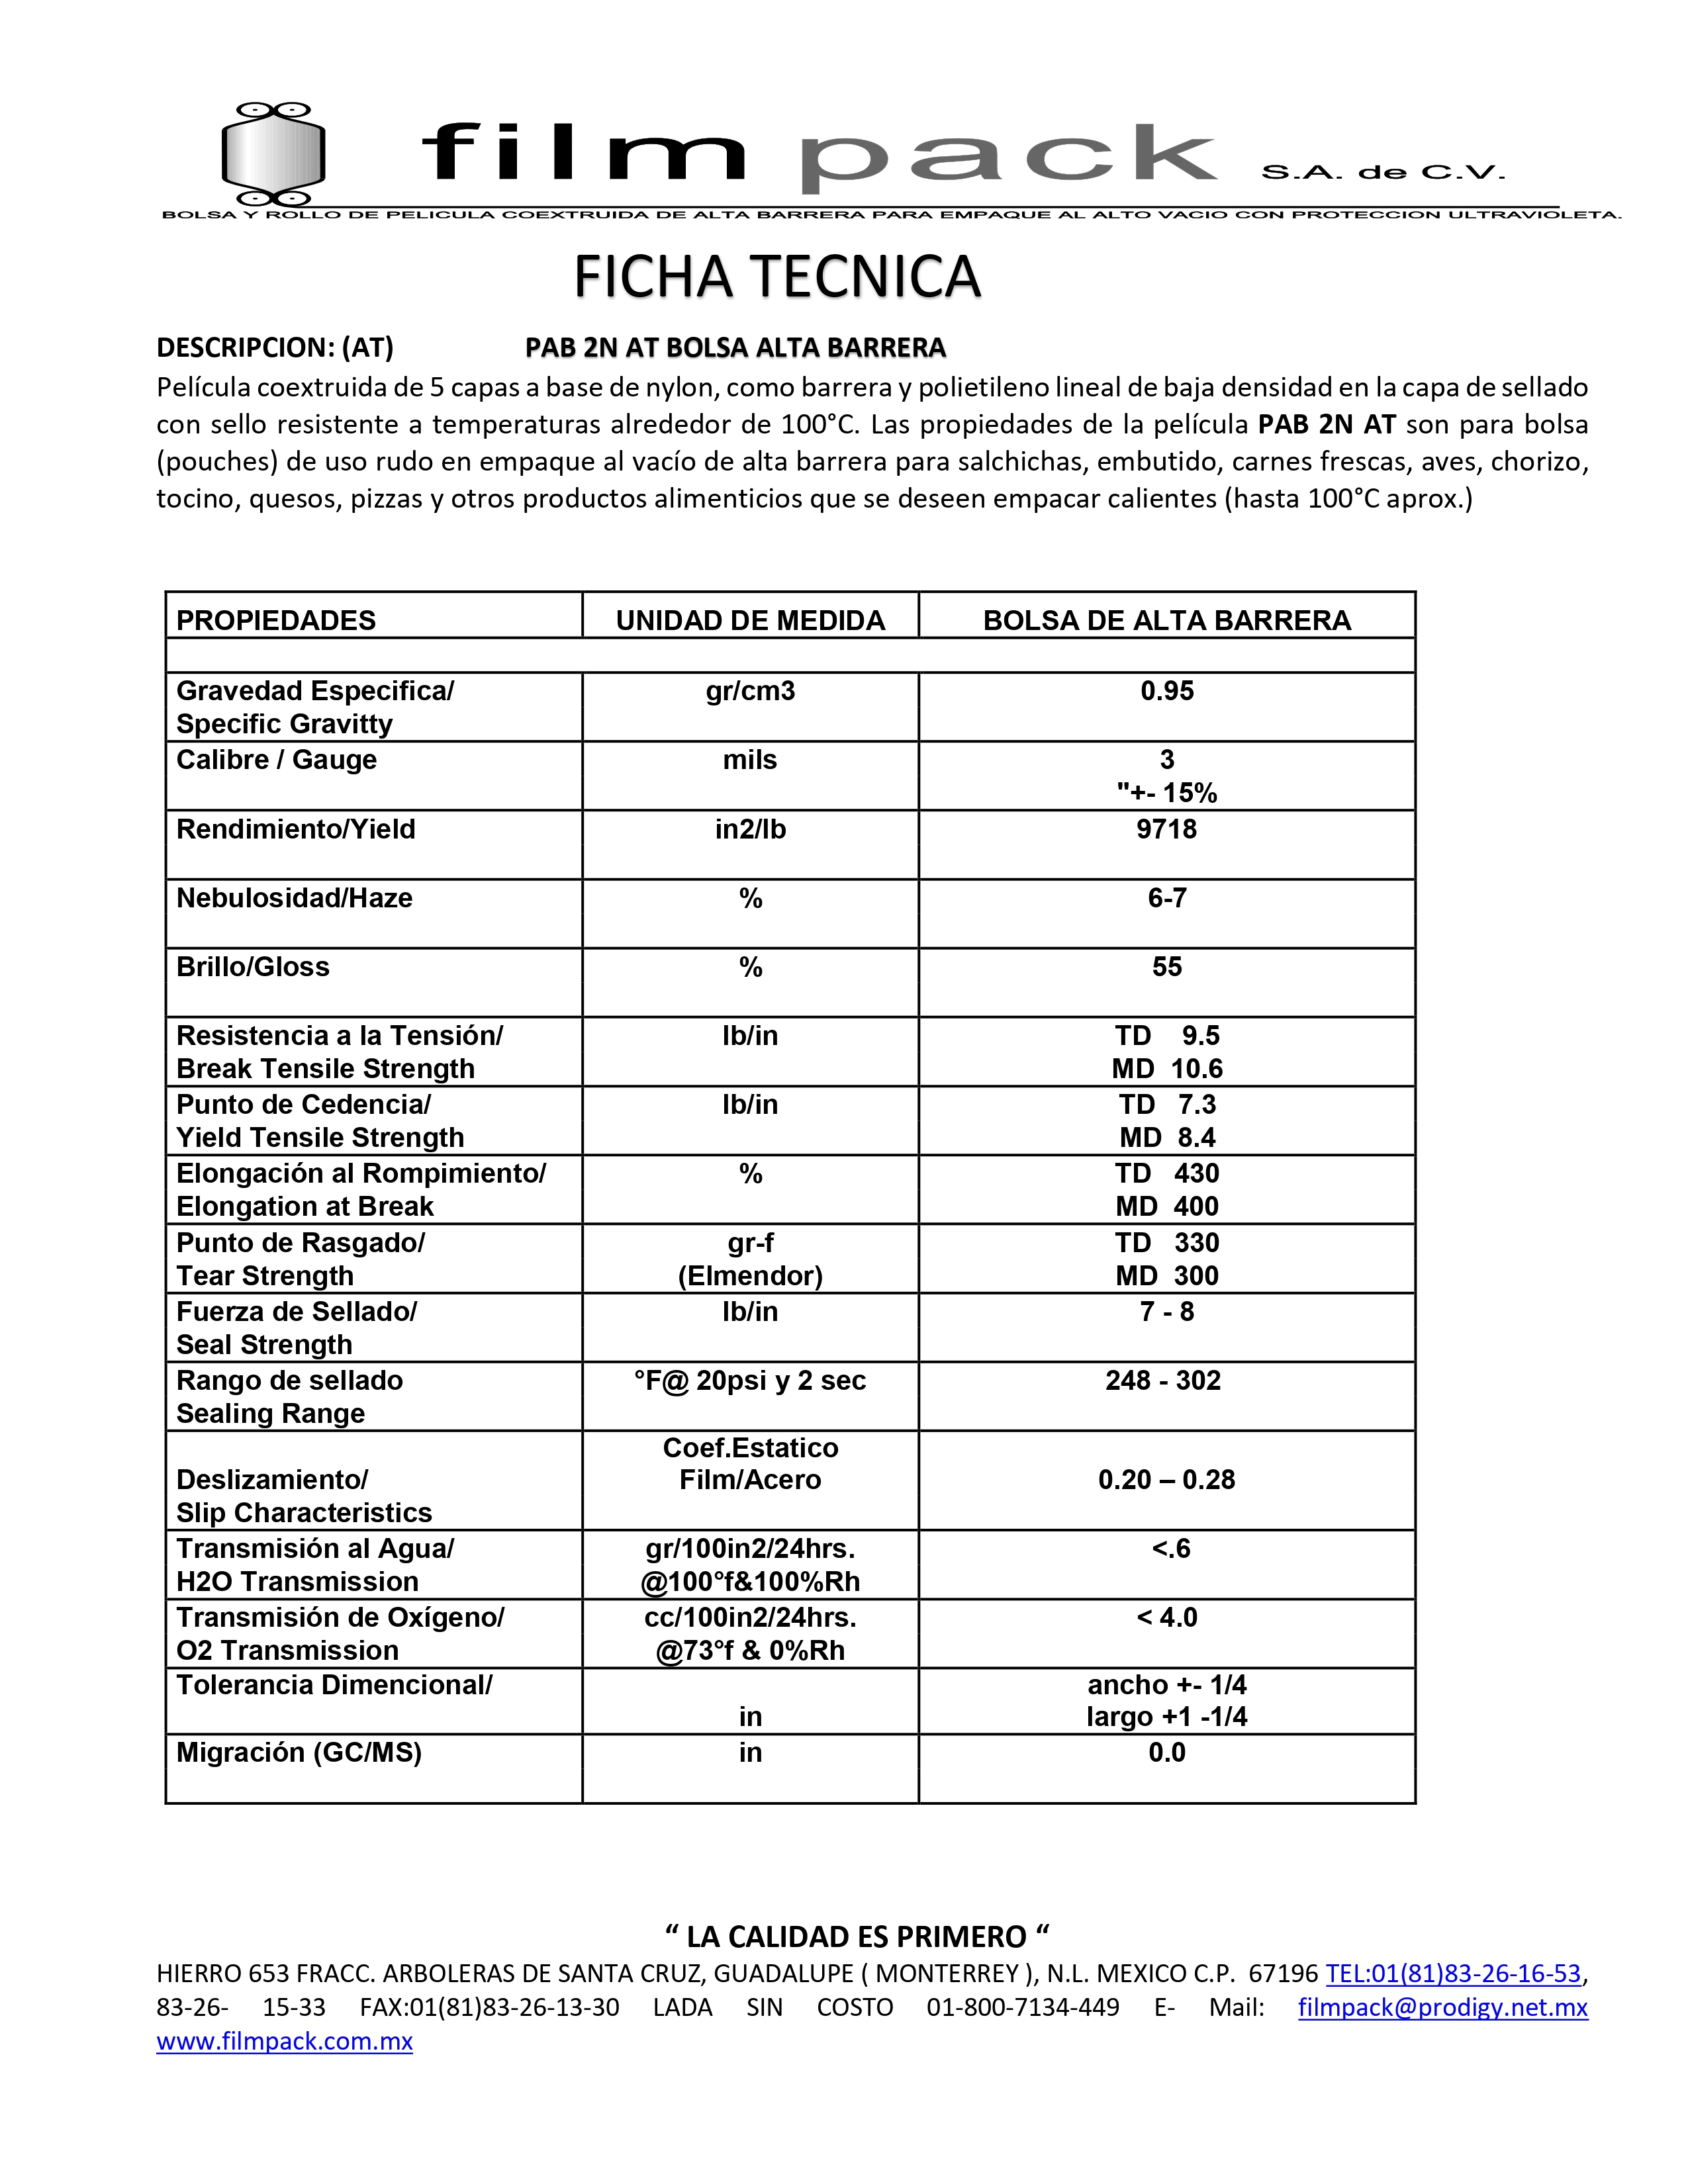 film pack S.A. de C.V.
BOLSA Y ROLLO DE PELICULA COEXTRUIDA DE ALTA BARRERA PARA EMPAQUE AL ALTO VACIO CON PROTECCION ULTRAVIOLETA.
FICHA TECNICA
DESCRIPCION: (AT) PAB 2N AT BOLSA ALTA BARRERA
Película coextruida de 5 capas a base de nylon, como barrera y polietileno lineal de baja densidad en la capa de sellado
con sello resistente a temperaturas alrededor de 100°C. Las propiedades de la película PAB 2N AT son para bolsa
(pouches) de uso rudo en empaque al vacío de alta barrera para salchichas, embutido, carnes frescas, aves, chorizo,
tocino, quesos, pizzas y otros productos alimenticios que se deseen empacar calientes (hasta 100°C aprox.)
PROPIEDADES UNIDAD DE MEDIDA BOLSA DE ALTA BARRERA
Gravedad Especifica/ gr/cm3 0.95
Specific Gravitty
Calibre / Gauge mils 3
"+- 15%
Rendimiento/Yield in2/lb 9718
Nebulosidad/Haze % 6-7
Brillo/Gloss % 55
Resistencia a la Tensión/ lb/in TD 9.5
Break Tensile Strength MD 10.6
Punto de Cedencia/ lb/in TD 7.3
Yield Tensile Strength MD 8.4
Elongación al Rompimiento/ % TD 430
Elongation at Break MD 400
Punto de Rasgado/ gr-f TD 330
Tear Strength (Elmendor) MD 300
Fuerza de Sellado/ lb/in 7 - 8
Seal Strength
Rango de sellado °F@ 20psi y 2 sec 248 - 302
Sealing Range
Coef.Estatico
Deslizamiento/ Film/Acero 0.20 – 0.28
Slip Characteristics
Transmisión al Agua/ gr/100in2/24hrs. <.6
H2O Transmission @100°f&100%Rh
Transmisión de Oxígeno/ cc/100in2/24hrs. < 4.0
O2 Transmission @73°f & 0%Rh
Tolerancia Dimencional/ ancho +- 1/4
in largo +1 -1/4
Migración (GC/MS) in 0.0
“ LA CALIDAD ES PRIMERO “
HIERRO 653 FRACC. ARBOLERAS DE SANTA CRUZ, GUADALUPE ( MONTERREY ), N.L. MEXICO C.P. 67196 TEL:01(81)83-26-16-53,
83-26- 15-33 FAX:01(81)83-26-13-30 LADA SIN COSTO 01-800-7134-449 E- Mail: filmpack@prodigy.net.mx
www.filmpack.com.mx